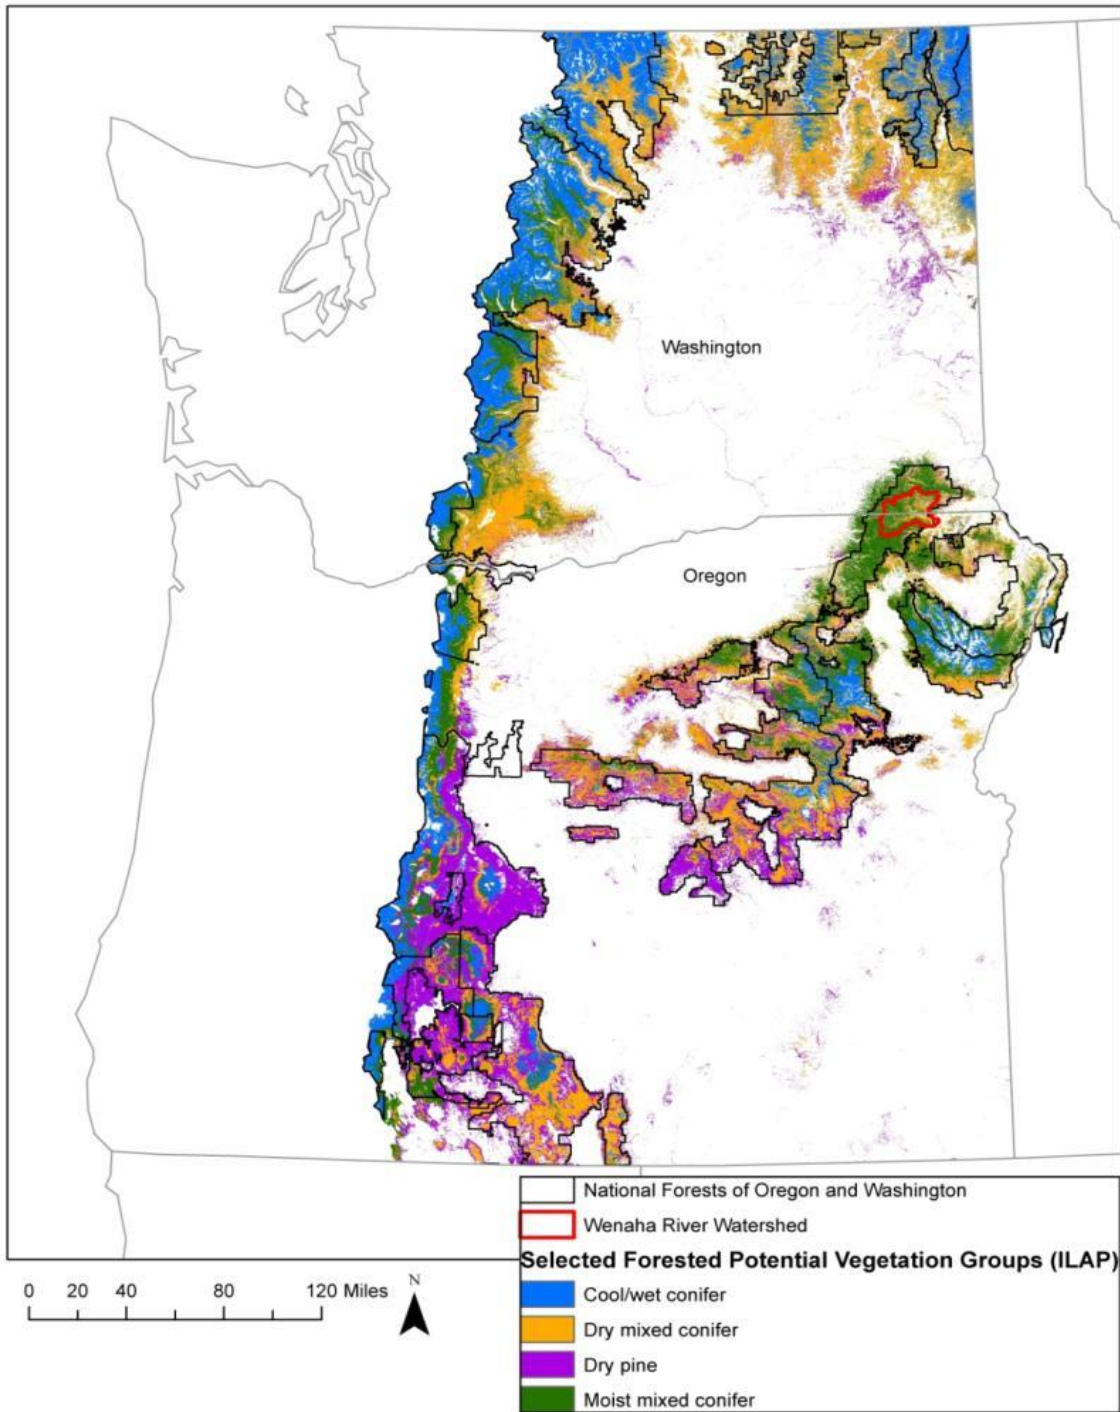 Washington
Oregon
National Forests of Oregon and Washington
Wenaha River Watershed
Selected Forested Potential Vegetation Groups (ILAP)
Cool/wet conifer
Dry mixed conifer
Dry pine
Moist mixed conifer
0 20 40 80 120 Miles
N